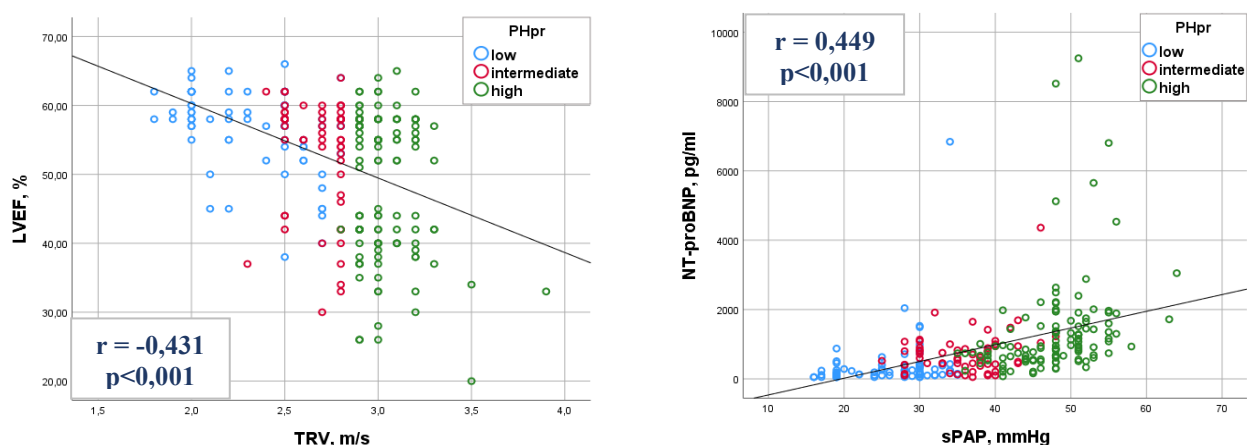 PHpr
low
intermediate
high
70,00
60,00
50,00
40,00
30,00
20,00
LVEF, %
r = -0,431
p<0,001
1,5 2,0 2,5 3,0 3,5 4,0
TRV, m/s
r = 0,449
p<0,001
PHpr
low
intermediate
high
10000
8000
6000
4000
2000
0
NT-proBNP, pg/ml
10 20 30 40 50 60 70
sPAP, mmHg